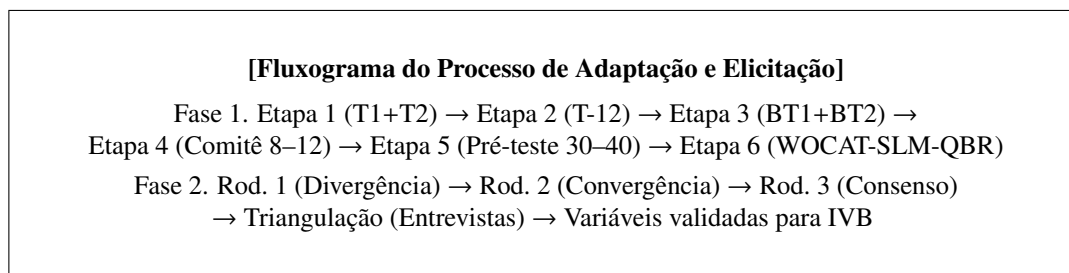 [Fluxograma do Processo de Adaptação e Elicitação]
Fase 1. Etapa 1 (T1+T2) → Etapa 2 (T-12) → Etapa 3 (BT1+BT2) →
Etapa 4 (Comitê 8–12) → Etapa 5 (Pré-teste 30–40) → Etapa 6 (WOCAT-SLM-QBR)
Fase 2. Rod. 1 (Divergência) → Rod. 2 (Convergência) → Rod. 3 (Consenso)
→ Triangulação (Entrevistas) → Variáveis validadas para IVB